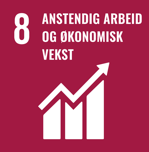 8 ANSTENDIG ARBEID
OG ØKONOMISK
VEKST